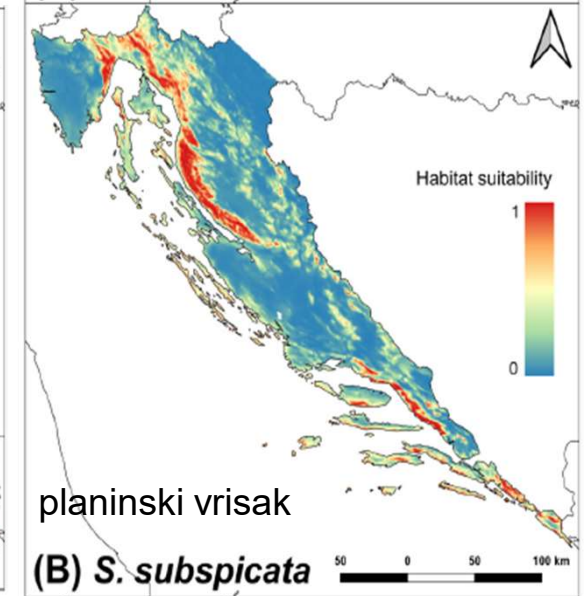 Habitat suitability
1
0
planinski vrisak
(B) S. subspicata
50 0 50 100 km